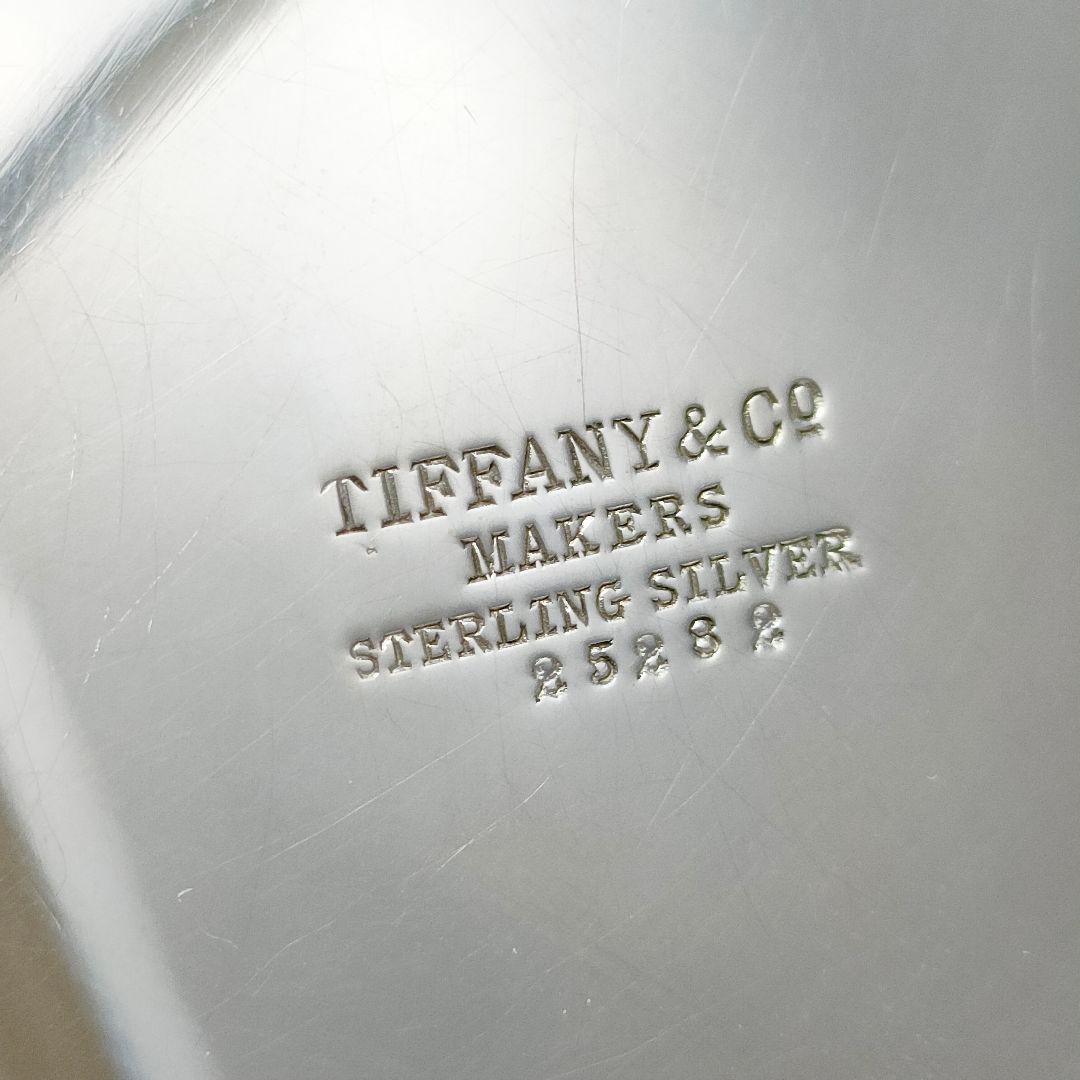 TIFFANY & Cº
MAKERS
STERLING SILVER
25282